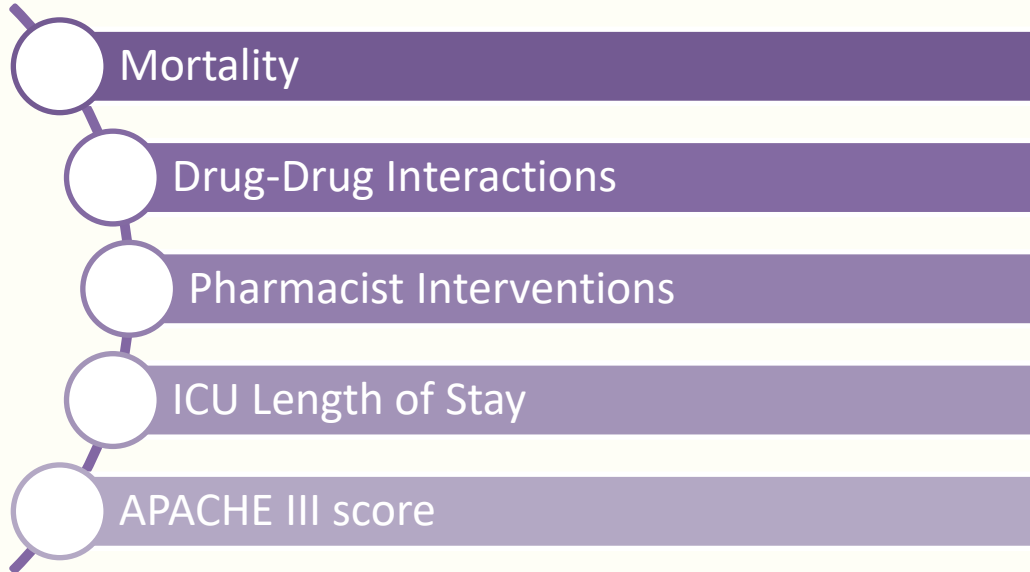 Mortality
Drug-Drug Interactions
Pharmacist Interventions
ICU Length of Stay
APACHE III score